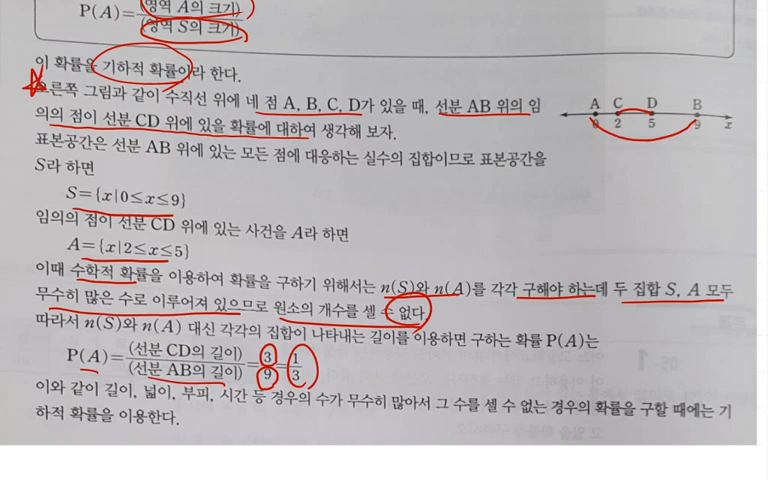 P(A)=(영역 A의 크기)/(영역 S의 크기)
이 확률을 기하적 확률이라 한다.
오른쪽 그림과 같이 수직선 위에 네 점 A, B, C, D가 있을 때, 선분 AB 위의 임
의의 점이 선분 CD 위에 있을 확률에 대하여 생각해 보자.
A C D B
0 2 5 9 x
표본공간은 선분 AB 위에 있는 모든 점에 대응하는 실수의 집합이므로 표본공간을
S라 하면
S={x|0≤x≤9}
임의의 점이 선분 CD 위에 있는 사건을 A라 하면
A={x|2≤x≤5}
이때 수학적 확률을 이용하여 확률을 구하기 위해서는 n(S)와 n(A)를 각각 구해야 하는데 두 집합 S, A 모두
무수히 많은 수로 이루어져 있으므로 원소의 개수를 셀 수 없다.
따라서 n(S)와 n(A) 대신 각각의 집합이 나타내는 길이를 이용하면 구하는 확률 P(A)는
P(A)=(선분 CD의 길이)/(선분 AB의 길이)=3/9=1/3
이와 같이 길이, 넓이, 부피, 시간 등 경우의 수가 무수히 많아서 그 수를 셀 수 없는 경우의 확률을 구할 때에는 기
하적 확률을 이용한다.